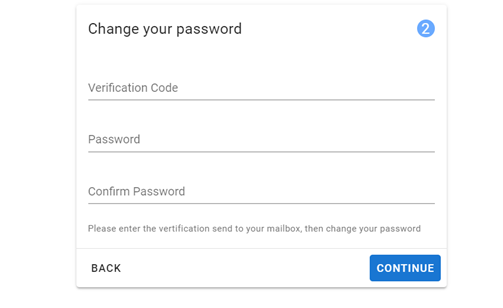 Change your password 2
Verification Code
Password
Confirm Password
Please enter the vertification send to your mailbox, then change your password
BACK CONTINUE